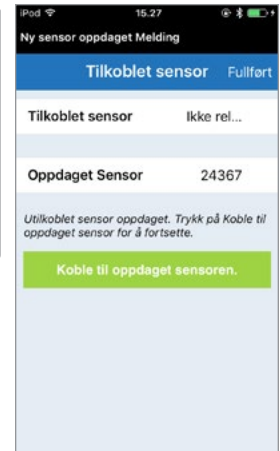 iPod 15.27
Ny sensor oppdaget Melding
Tilkoblet sensor Fullført
Tilkoblet sensor Ikke rel...
Oppdaget Sensor 24367
Utilkoblet sensor oppdaget. Trykk på Koble til
oppdaget sensor for å fortsette.
Koble til oppdaget sensoren.